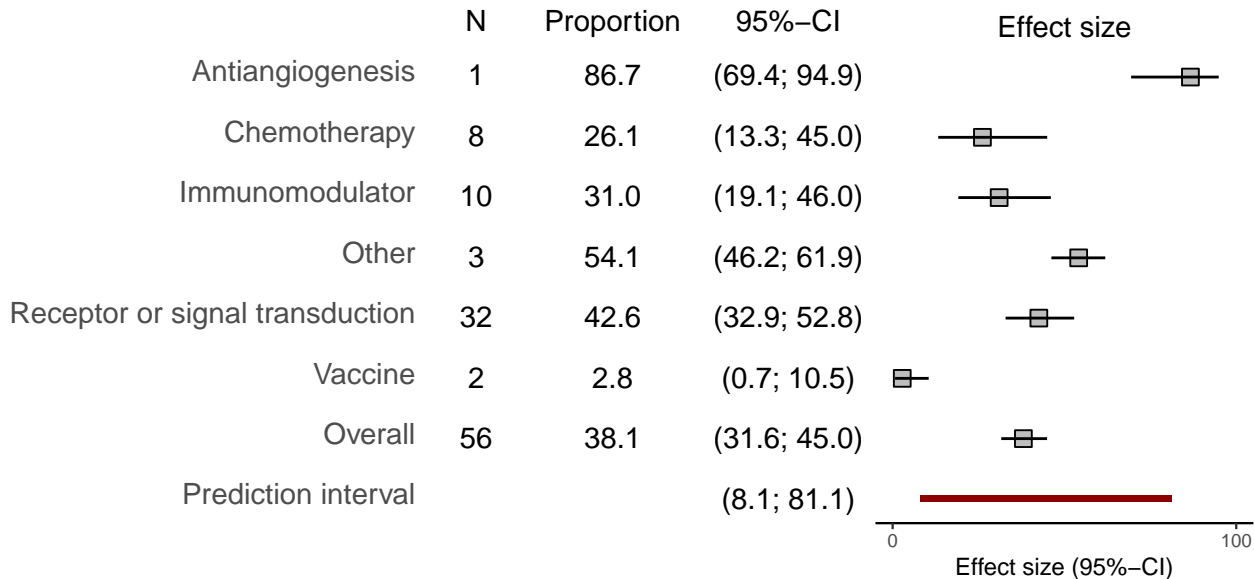 N Proportion 95%−CI Effect size
Antiangiogenesis 1 86.7 (69.4; 94.9)
Chemotherapy 8 26.1 (13.3; 45.0)
Immunomodulator 10 31.0 (19.1; 46.0)
Other 3 54.1 (46.2; 61.9)
Receptor or signal transduction 32 42.6 (32.9; 52.8)
Vaccine 2 2.8 (0.7; 10.5)
Overall 56 38.1 (31.6; 45.0)
Prediction interval (8.1; 81.1)
0 100
Effect size (95%−CI)